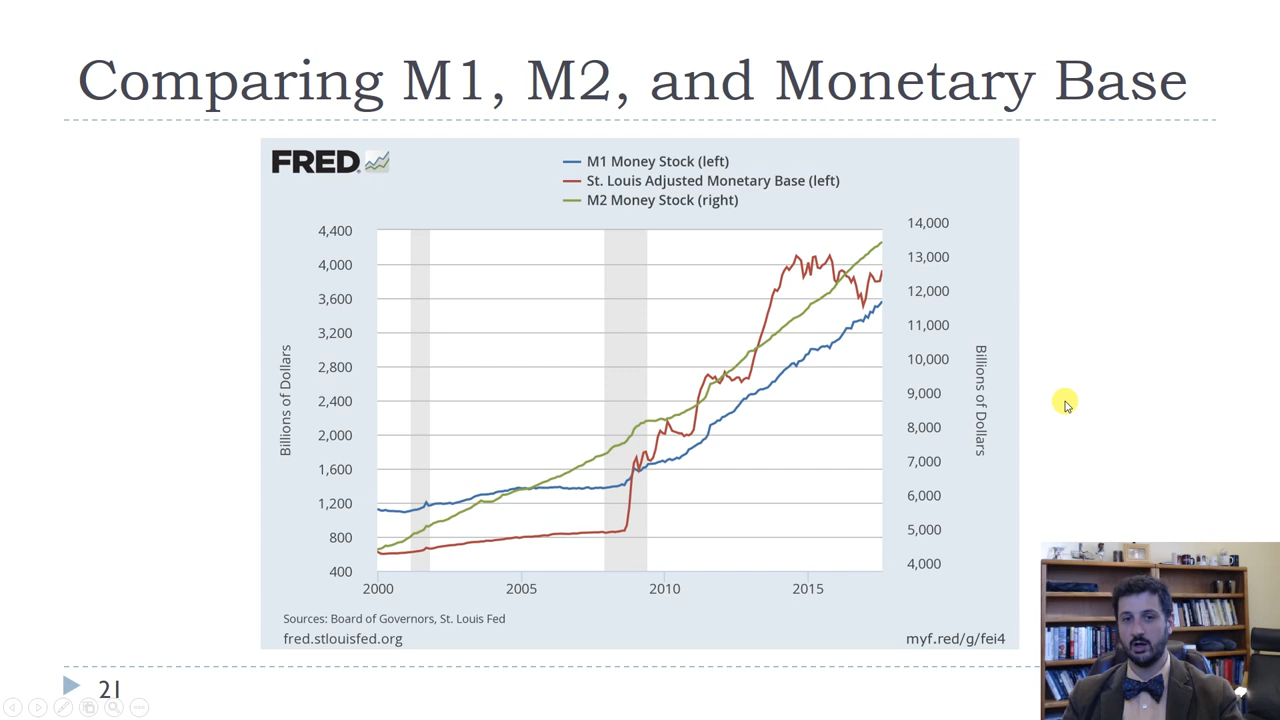 Comparing M1, M2, and Monetary Base
FRED
M1 Money Stock (left)
St. Louis Adjusted Monetary Base (left)
M2 Money Stock (right)
4,400
4,000
3,600
3,200
2,800
2,400
2,000
1,600
1,200
800
400
Billions of Dollars
14,000
13,000
12,000
11,000
10,000
9,000
8,000
7,000
6,000
5,000
4,000
Billions of Dollars
2000 2005 2010 2015
Sources: Board of Governors, St. Louis Fed
fred.stlouisfed.org myf.red/g/fei4
21